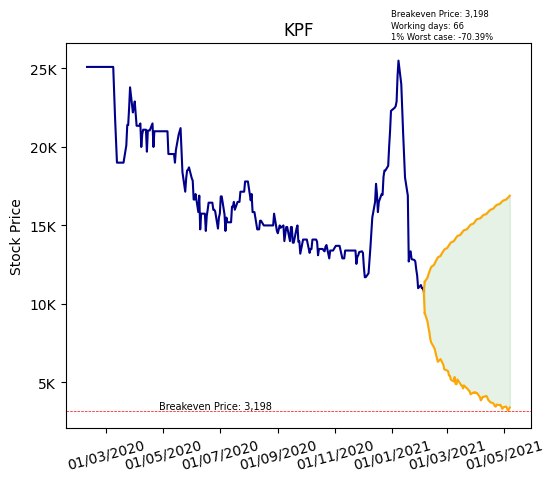 Breakeven Price: 3,198
Working days: 66
1% Worst case: -70.39%
KPF
Stock Price
25K
20K
15K
10K
5K
Breakeven Price: 3,198
01/03/2020
01/05/2020
01/07/2020
01/09/2020
01/11/2020
01/01/2021
01/03/2021
01/05/2021